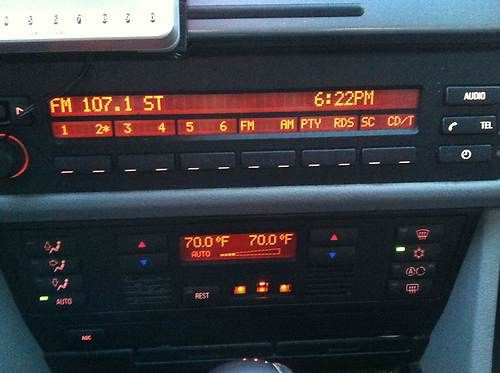 FM 107.1 ST 6:22PM
1 2* 3 4 5 6 FM AM PTY RDS SC CD/T
AUDIO
TEL
70.0°F 70.0°F
AUTO
REST
AUTO
A
ASC